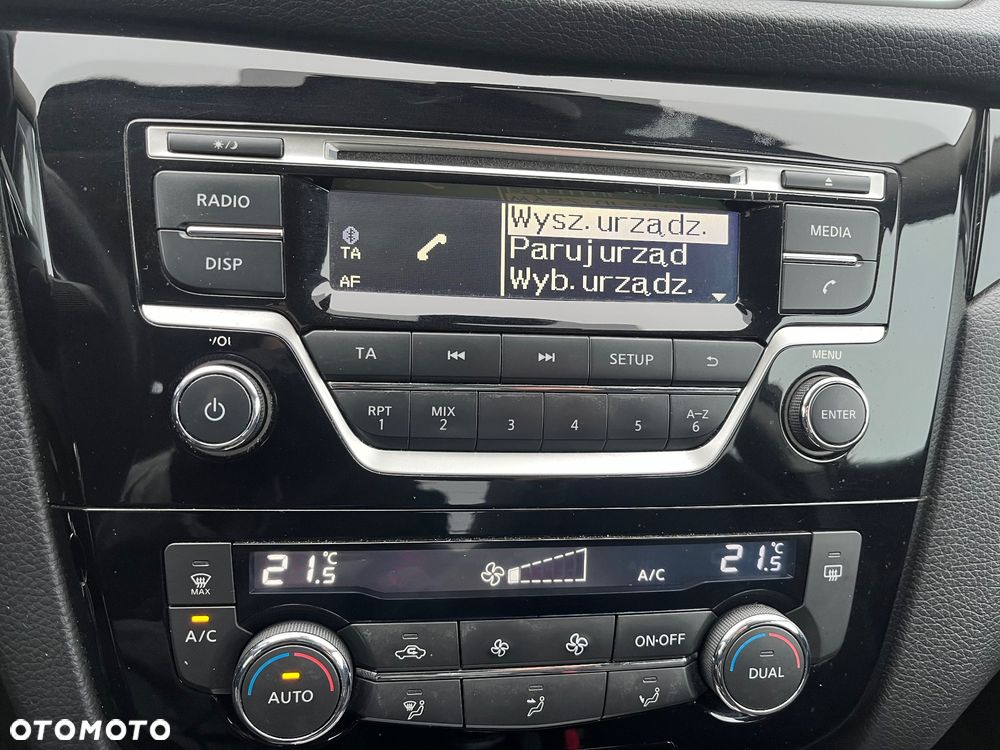 RADIO
DISP
TA
AF
Wysz.urządz.
Parujurząd
Wyb.urządz.
MEDIA
VOL
TA
SETUP
MENU
RPT
1
MIX
2
3
4
5
A–Z
6
ENTER
MAX
21.5°C
A/C
21.5°C
A/C
ON·OFF
AUTO
DUAL
OTOMOTO